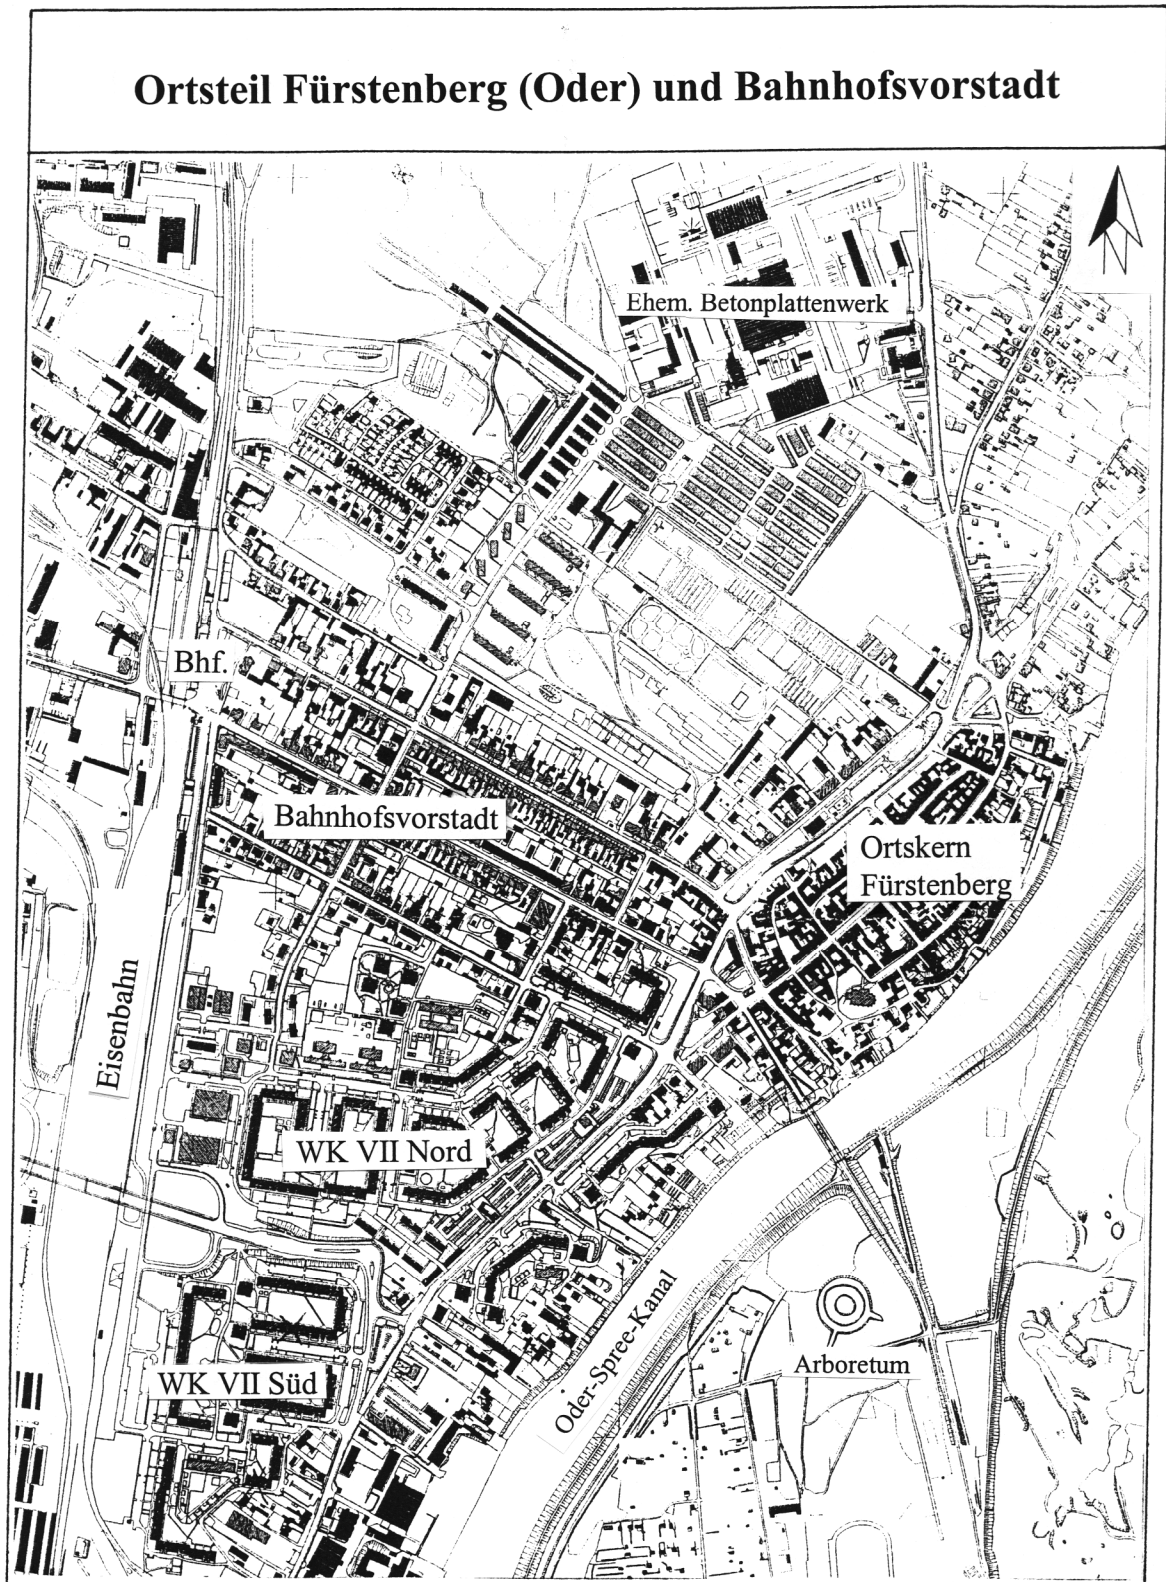 Ortsteil Fürstenberg (Oder) und Bahnhofsvorstadt
Ehem. Betonplattenwerk
Bhf.
Bahnhofsvorstadt
Ortskern
Fürstenberg
Eisenbahn
WK VII Nord
Oder-Spree-Kanal
Arboretum
WK VII Süd